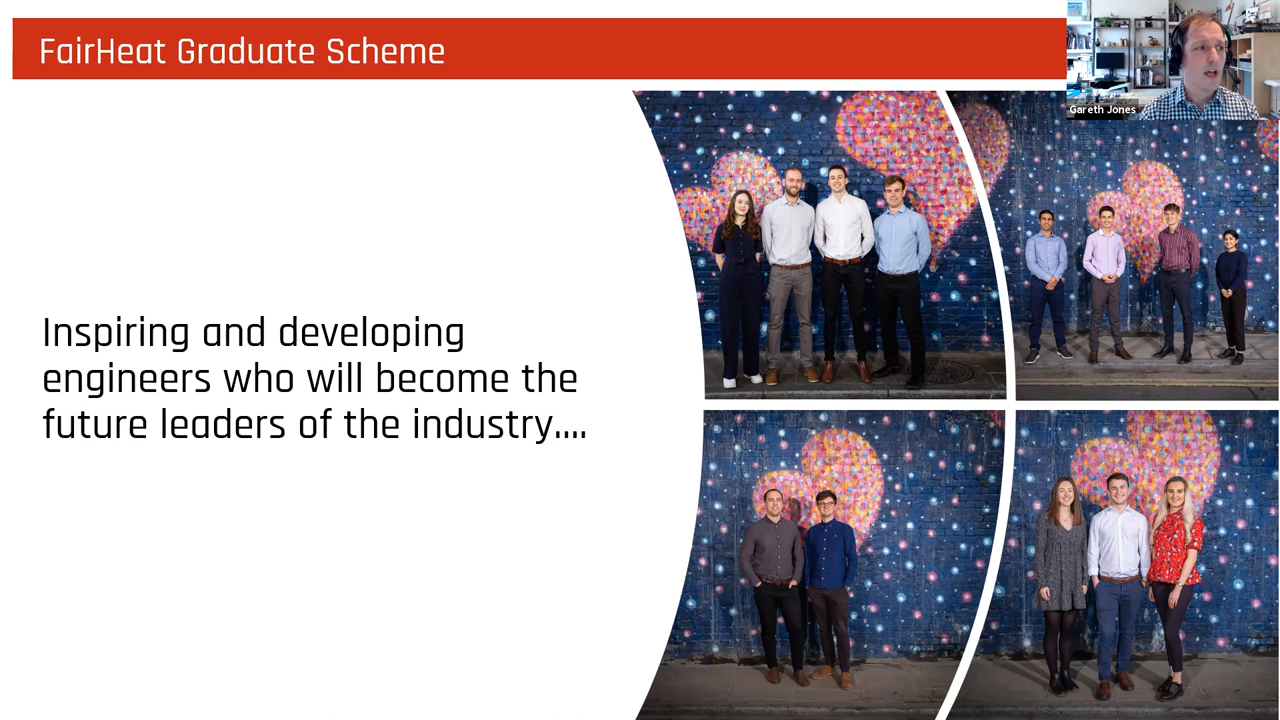 FairHeat Graduate Scheme
Gareth Jones
Inspiring and developing
engineers who will become the
future leaders of the industry....